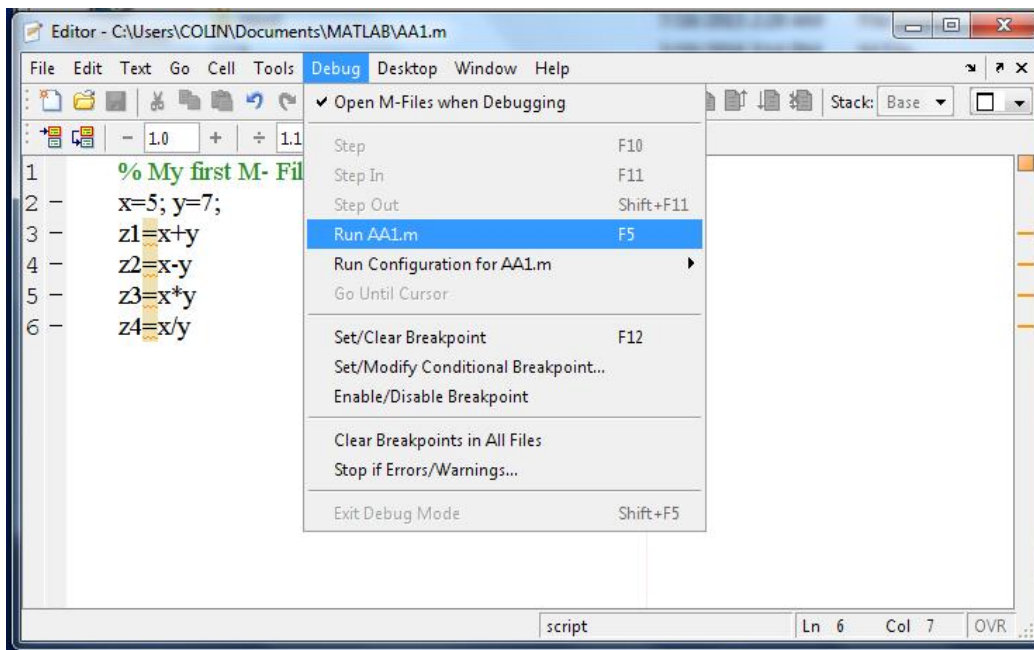 Editor - C:\Users\COLIN\Documents\MATLAB\AA1.m
File Edit Text Go Cell Tools Debug Desktop Window Help
Stack: Base
- 1.0 + ÷ 1.1
1 % My first M- Fil
2 - x=5; y=7;
3 - z1=x+y
4 - z2=x-y
5 - z3=x*y
6 - z4=x/y
✔ Open M-Files when Debugging
Step F10
Step In F11
Step Out Shift+F11
Run AA1.m F5
Run Configuration for AA1.m
Go Until Cursor
Set/Clear Breakpoint F12
Set/Modify Conditional Breakpoint...
Enable/Disable Breakpoint
Clear Breakpoints in All Files
Stop if Errors/Warnings...
Exit Debug Mode Shift+F5
script Ln 6 Col 7 OVR